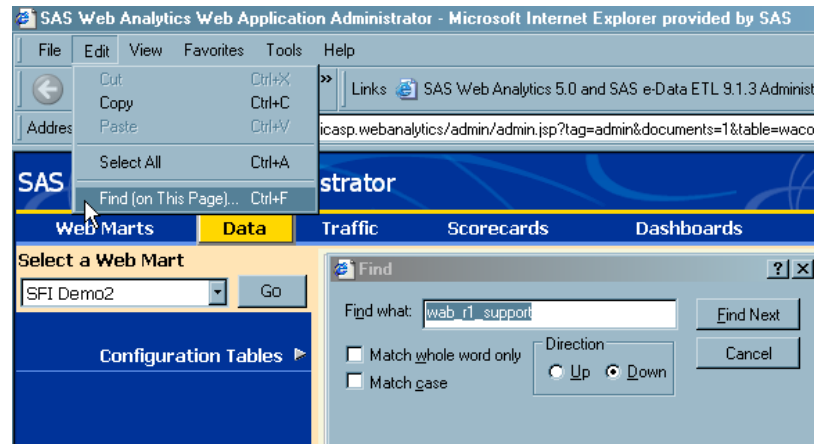 SAS Web Analytics Web Application Administrator - Microsoft Internet Explorer provided by SAS
File Edit View Favorites Tools Help
Cut Ctrl+X
Copy Ctrl+C
Paste Ctrl+V
Select All Ctrl+A
Find (on This Page)... Ctrl+F
» Links SAS Web Analytics 5.0 and SAS e-Data ETL 9.1.3 Administ
Addres
icasp.webanalytics/admin/admin.jsp?tag=admin&documents=1&table=waco
SAS strator
Web Marts Data Traffic Scorecards Dashboards
Select a Web Mart
SFI Demo2 Go
Configuration Tables
Find
Find what: wab_r1_support Find Next
Match whole word only Direction Cancel
Match case Up Down